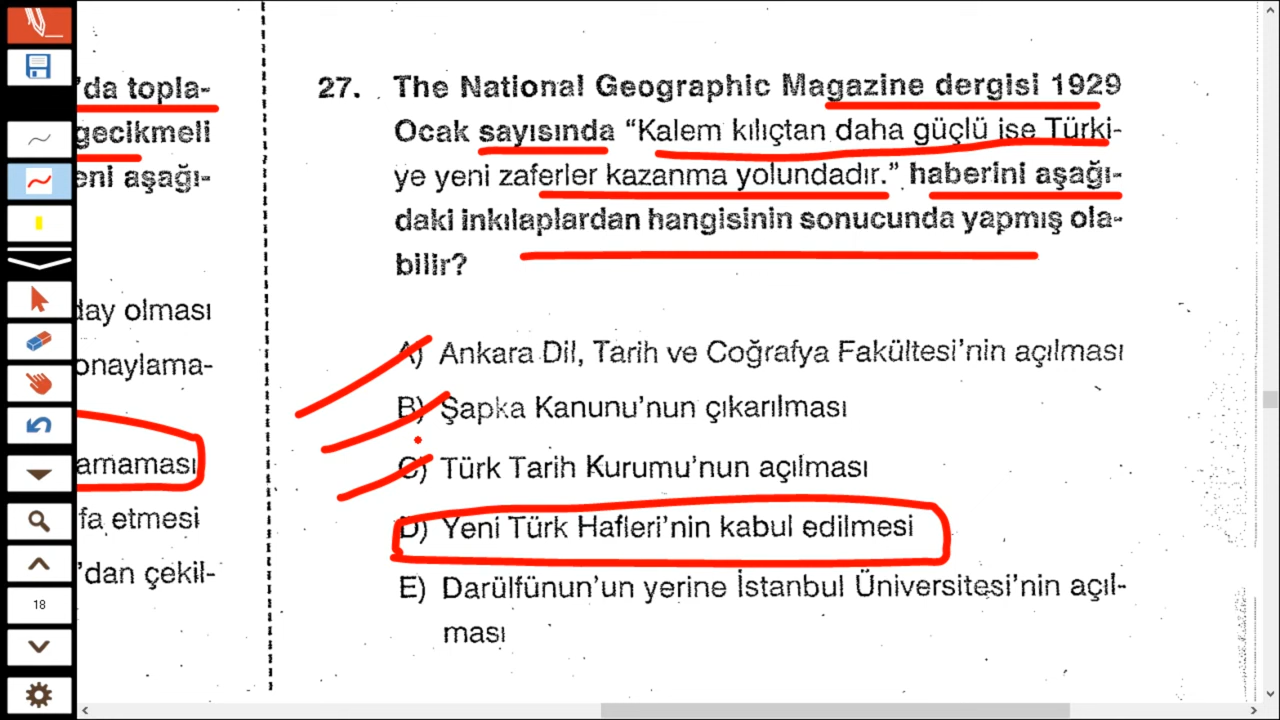 'da topla-
gecikmeli
eni aşağı-
day olması
onaylama-
amaması
fa etmesi
'dan çekil-
27. The National Geographic Magazine dergisi 1929
Ocak sayısında “Kalem kılıçtan daha güçlü ise Türki-
ye yeni zaferler kazanma yolundadır.” haberini aşağı-
daki inkılaplardan hangisinin sonucunda yapmış ola-
bilir?
A) Ankara Dil, Tarih ve Coğrafya Fakültesi'nin açılması
B) Şapka Kanunu'nun çıkarılması
C) Türk Tarih Kurumu'nun açılması
D) Yeni Türk Hafleri'nin kabul edilmesi
E) Darülfünun'un yerine İstanbul Üniversitesi'nin açıl-
ması
18